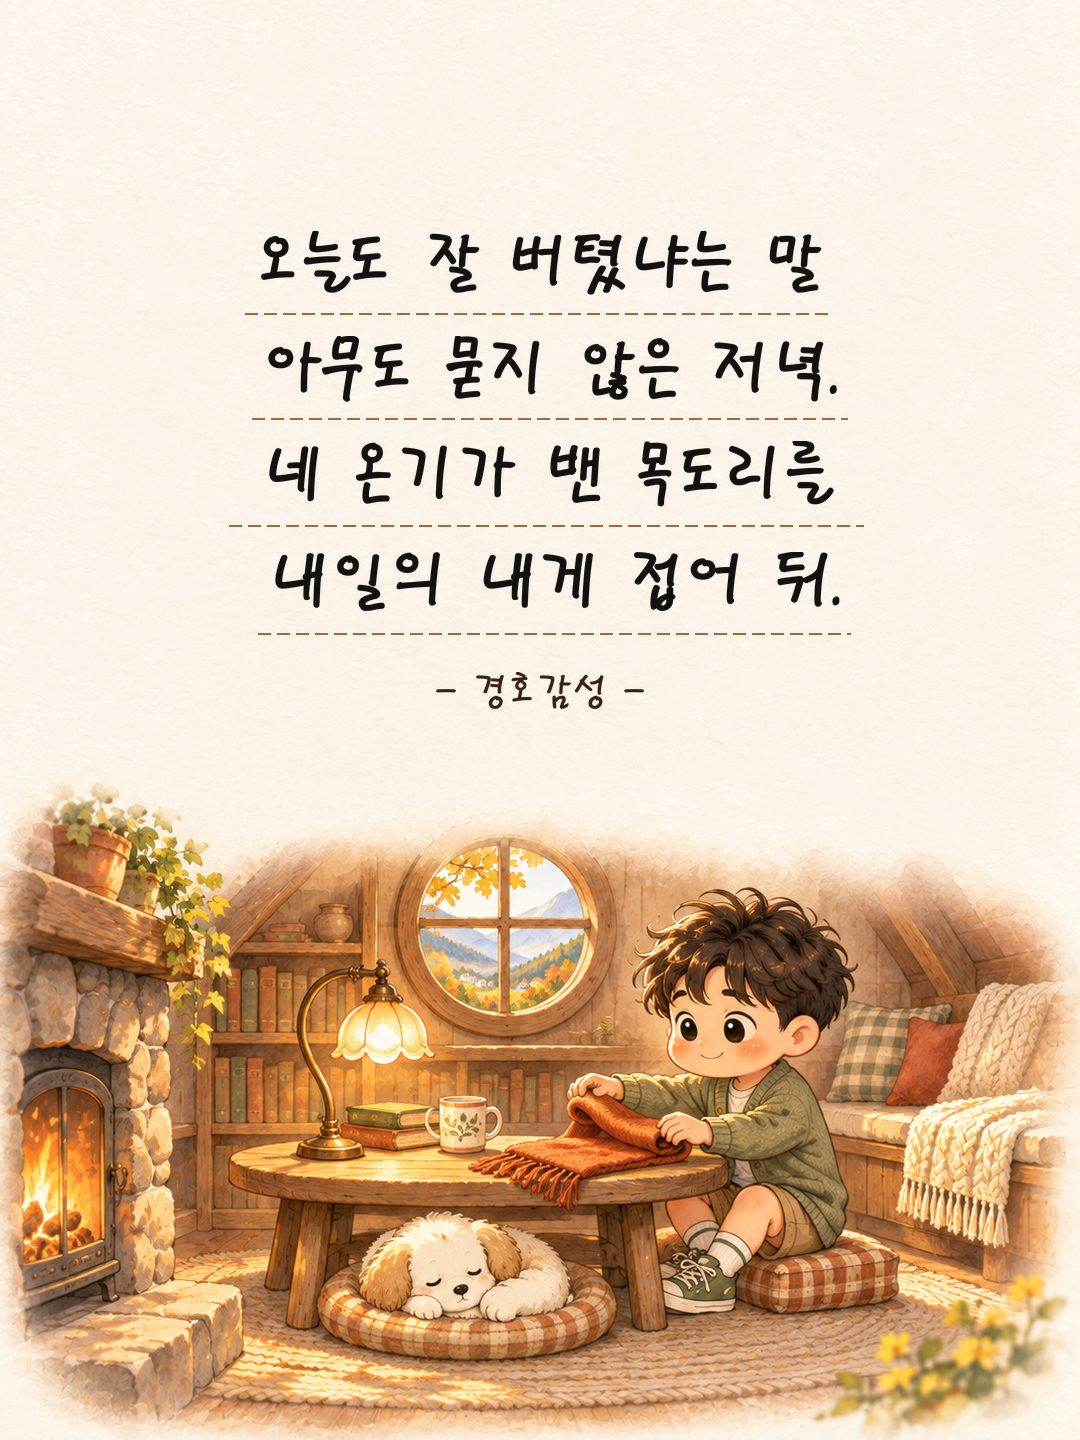 오늘도 잘 버텼냐는 말
아무도 묻지 않은 저녁.
네 온기가 밴 목도리를
내일의 내게 접어 둬.
- 경호감성 -